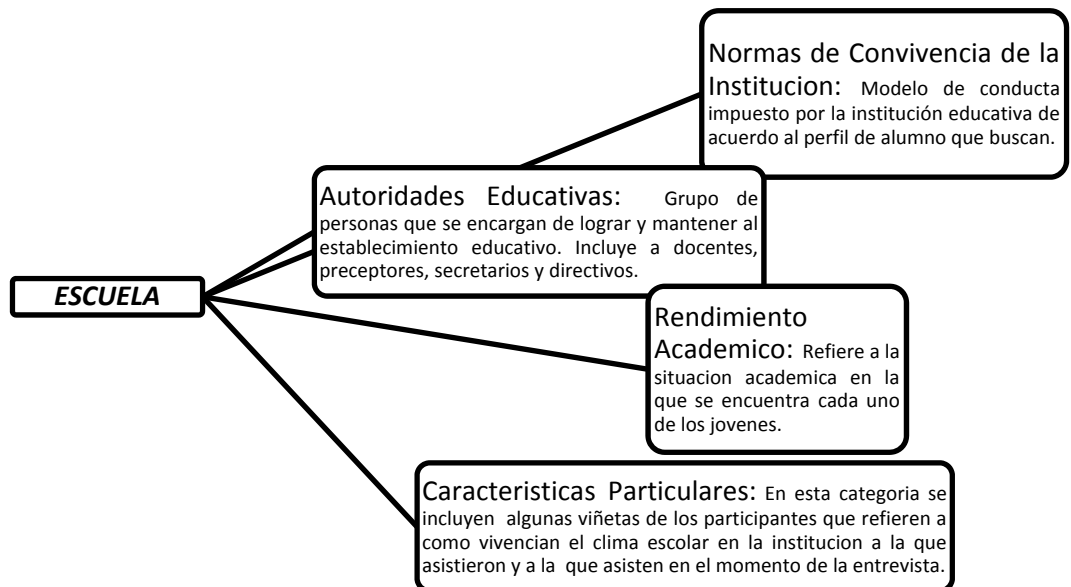 Normas de Convivencia de la
Institucion: Modelo de conducta
impuesto por la institución educativa de
acuerdo al perfil de alumno que buscan.
Autoridades Educativas: Grupo de
personas que se encargan de lograr y mantener al
establecimiento educativo. Incluye a docentes,
preceptores, secretarios y directivos.
ESCUELA
Rendimiento
Academico: Refiere a la
situacion academica en la
que se encuentra cada uno
de los jovenes.
Caracteristicas Particulares: En esta categoria se
incluyen algunas viñetas de los participantes que refieren a
como vivencian el clima escolar en la institucion a la que
asistieron y a la que asisten en el momento de la entrevista.